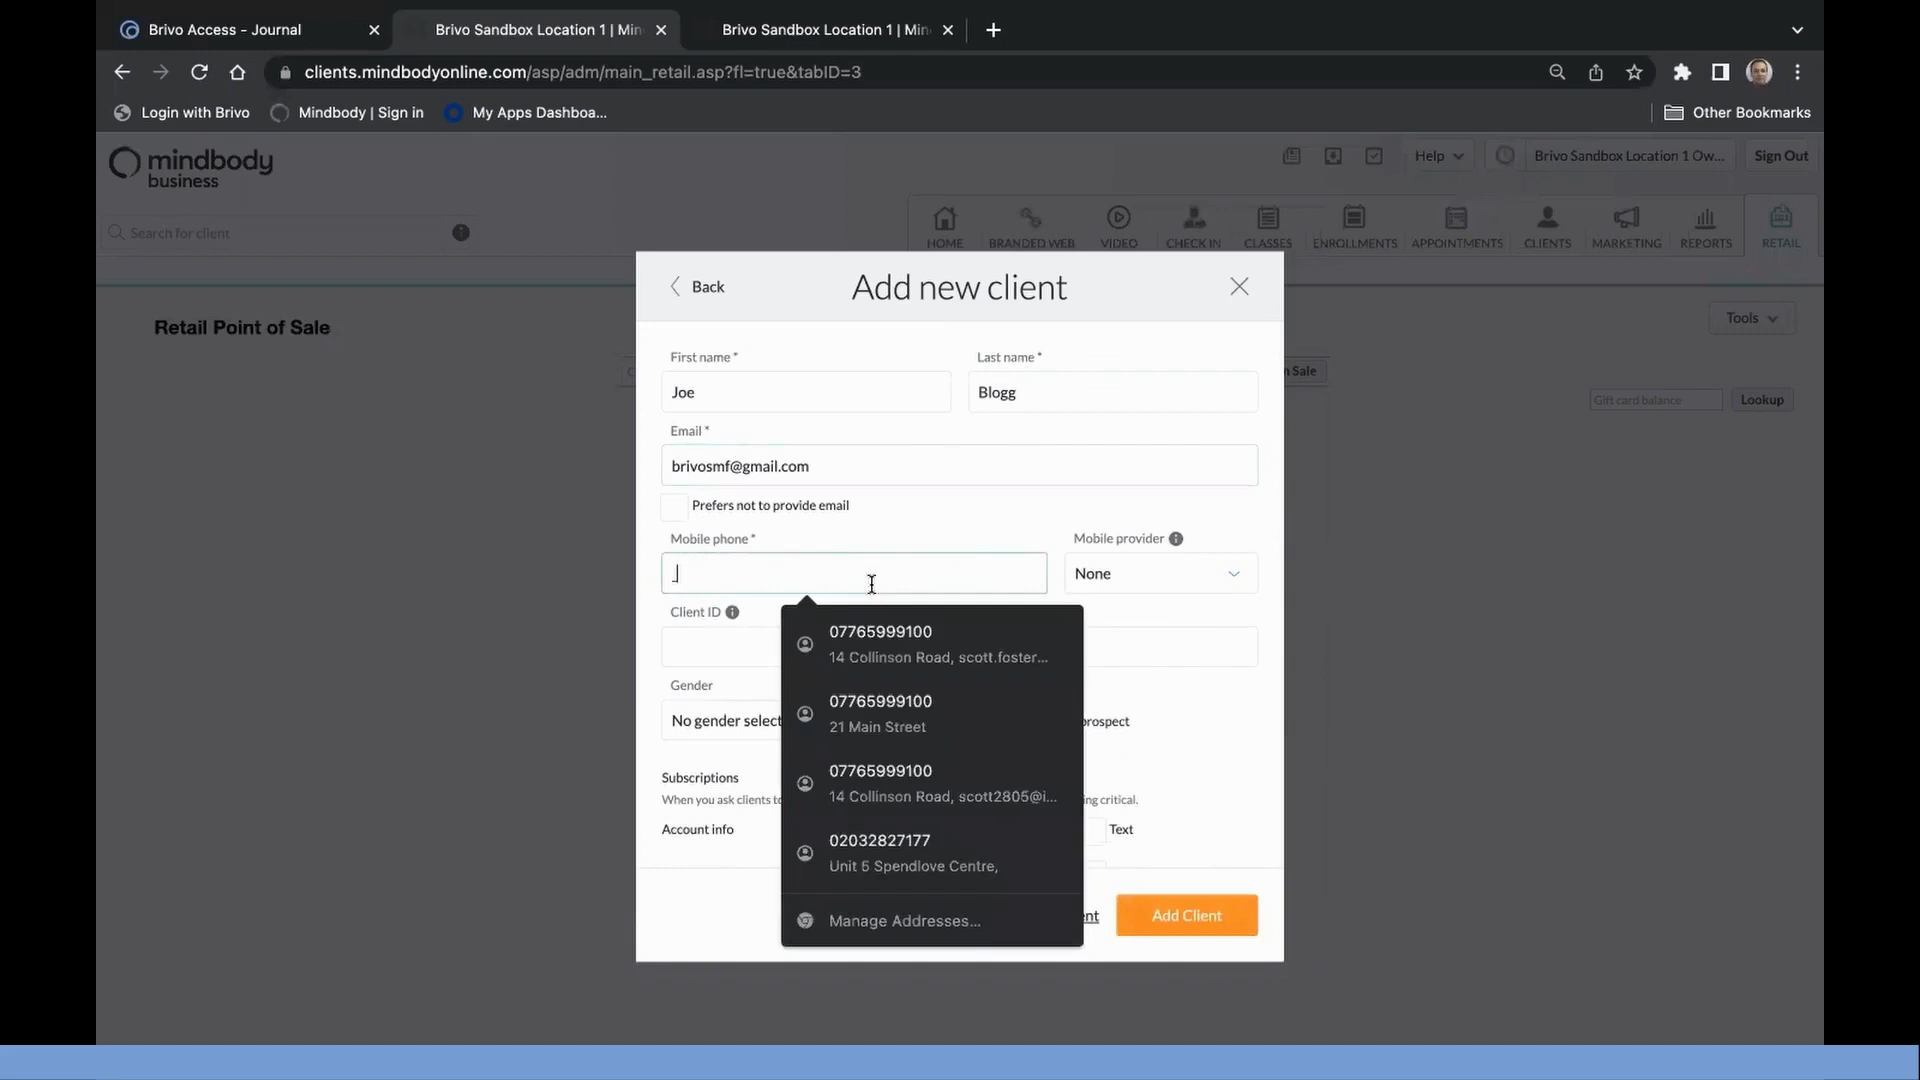 Brivo Access - Journal
Brivo Sandbox Location 1 | Min
Brivo Sandbox Location 1 | Min
clients.mindbodyonline.com/asp/adm/main_retail.asp?fl=true&tabID=3
Login with Brivo
Mindbody | Sign in
My Apps Dashboa...
Other Bookmarks
mindbody
business
Help
Brivo Sandbox Location 1 Ow...
Sign Out
Search for client
HOME
BRANDED WEB
VIDEO
CHECK IN
CLASSES
ENROLLMENTS
APPOINTMENTS
CLIENTS
MARKETING
REPORTS
RETAIL
Back
Add new client
Retail Point of Sale
Tools
First name *
Last name *
Sale
Joe
Blogg
Gift card balance
Lookup
Email *
brivosmf@gmail.com
Prefers not to provide email
Mobile phone *
Mobile provider
None
Client ID
07765999100
14 Collinson Road, scott.foster...
Gender
07765999100
No gender select
prospect
21 Main Street
07765999100
Subscriptions
14 Collinson Road, scott2805@i...
When you ask clients to
ing critical.
Account info
Text
02032827177
Unit 5 Spendlove Centre,
Manage Addresses...
ent
Add Client